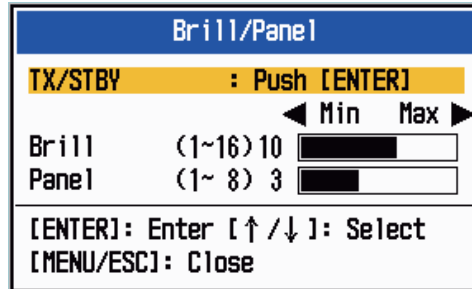 Brill/Panel
TX/STBY : Push [ENTER]
◀ Min Max ▶
Brill (1~16) 10
Panel (1~ 8) 3
[ENTER]: Enter [↑/↓]: Select
[MENU/ESC]: Close